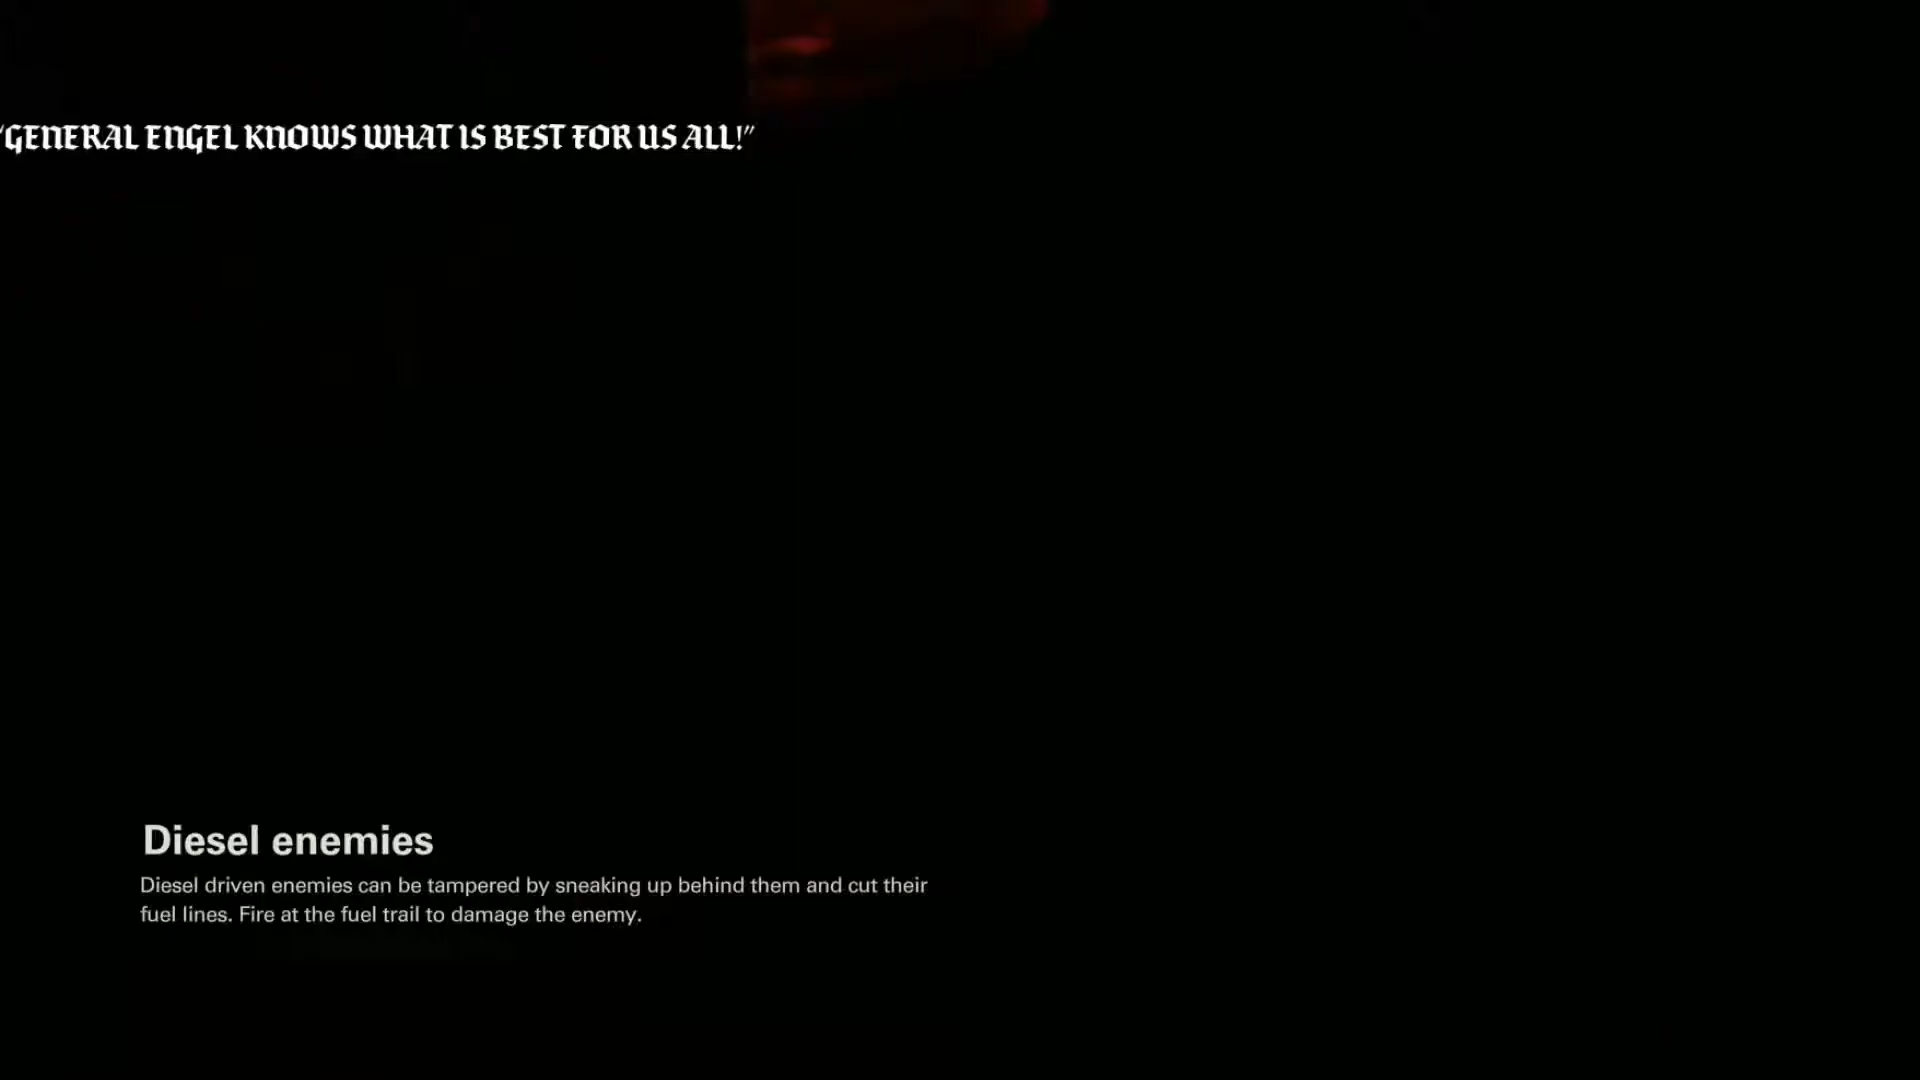 "GENERAL ENGEL KNOWS WHAT IS BEST FOR US ALL!"
Diesel enemies
Diesel driven enemies can be tampered by sneaking up behind them and cut their
fuel lines. Fire at the fuel trail to damage the enemy.